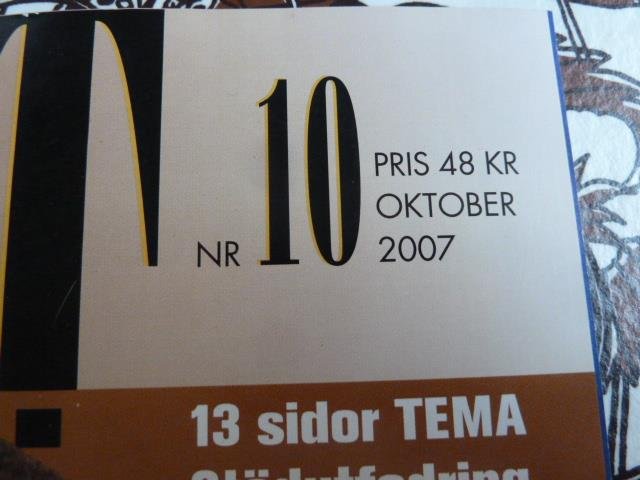 T
NR 10
PRIS 48 KR
OKTOBER
2007
13 sidor TEMA